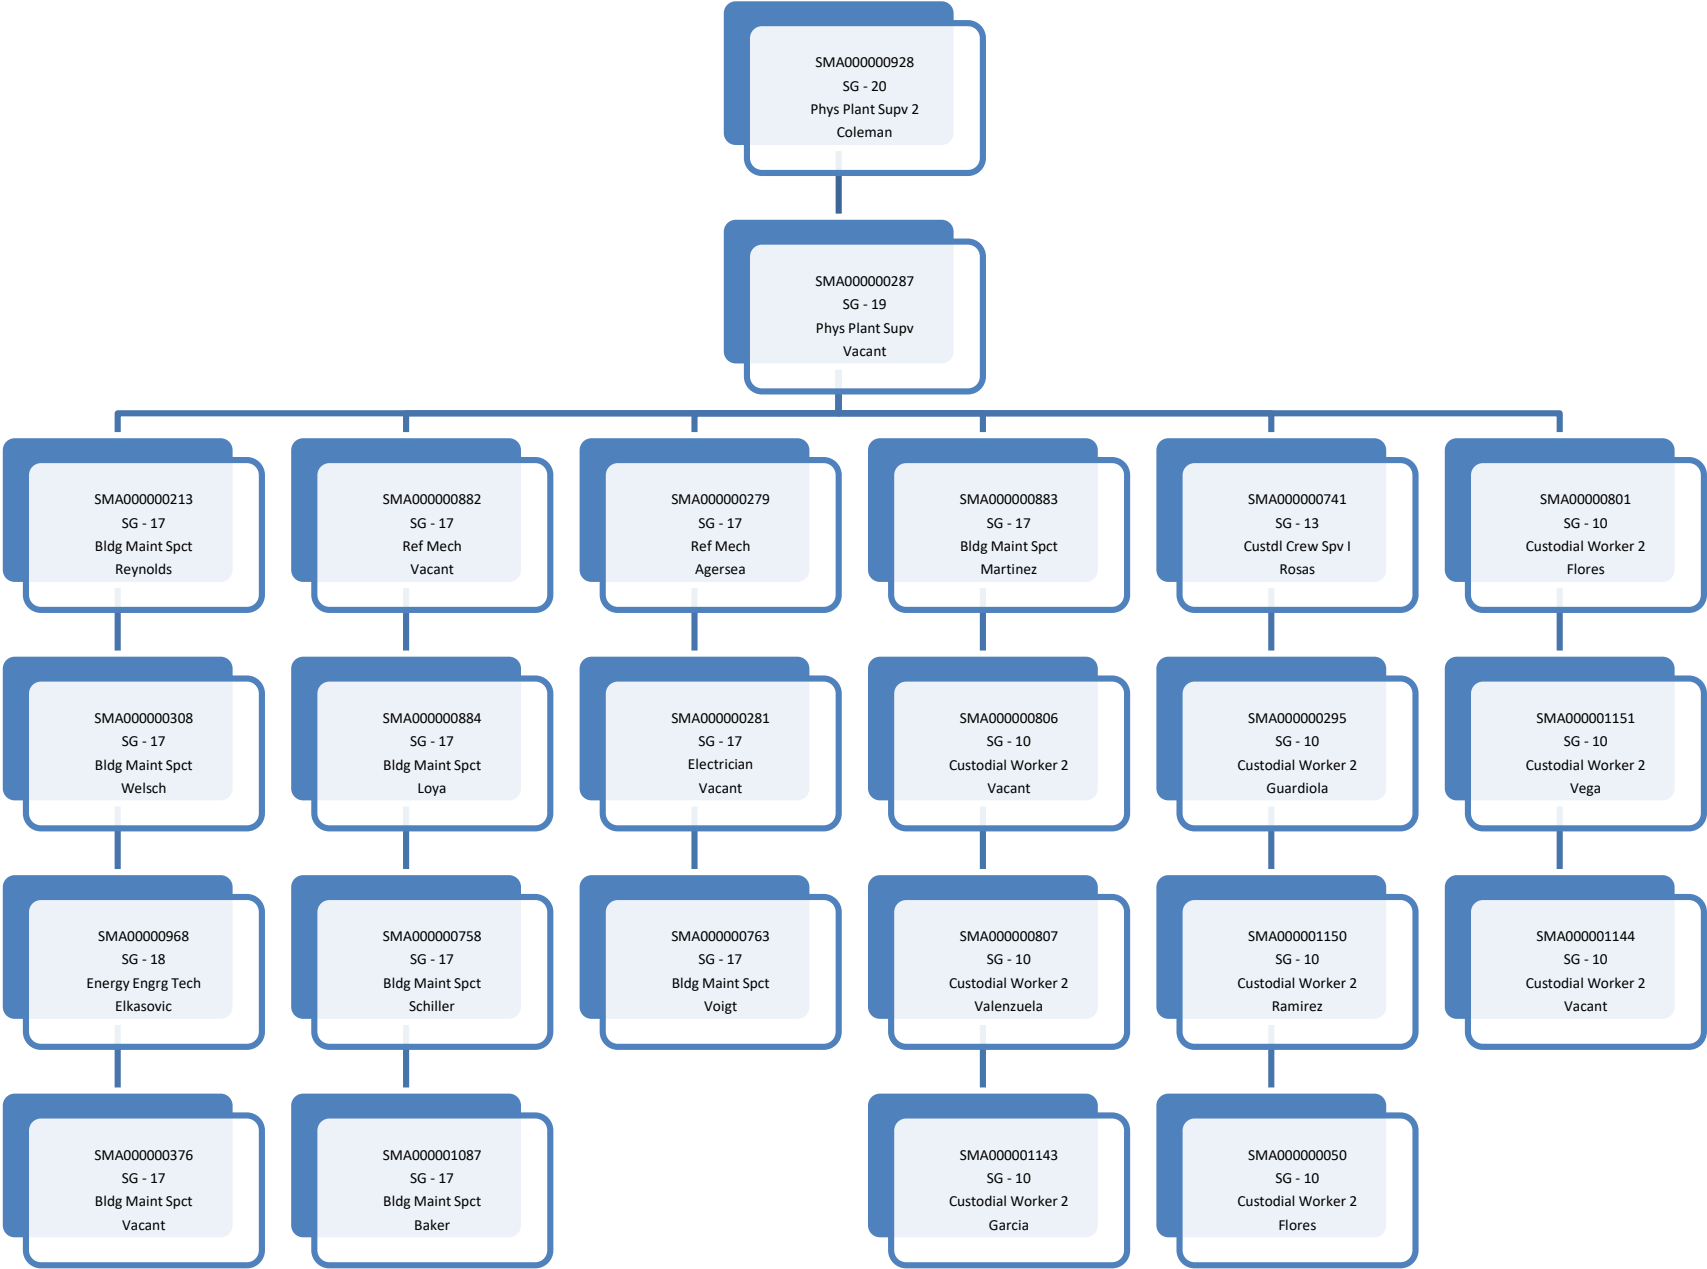 SMA000000928
SG - 20
Phys Plant Supv 2
Coleman
SMA000000287
SG - 19
Phys Plant Supv
Vacant
SMA000000213
SG - 17
Bldg Maint Spct
Reynolds
SMA000000882
SG - 17
Ref Mech
Vacant
SMA000000279
SG - 17
Ref Mech
Agersea
SMA000000883
SG - 17
Bldg Maint Spct
Martinez
SMA000000741
SG - 13
Custdl Crew Spv I
Rosas
SMA00000801
SG - 10
Custodial Worker 2
Flores
SMA000000308
SG - 17
Bldg Maint Spct
Welsch
SMA000000884
SG - 17
Bldg Maint Spct
Loya
SMA000000281
SG - 17
Electrician
Vacant
SMA000000806
SG - 10
Custodial Worker 2
Vacant
SMA000000295
SG - 10
Custodial Worker 2
Guardiola
SMA000001151
SG - 10
Custodial Worker 2
Vega
SMA00000968
SG - 18
Energy Engrg Tech
Elkasovic
SMA000000758
SG - 17
Bldg Maint Spct
Schiller
SMA000000763
SG - 17
Bldg Maint Spct
Voigt
SMA000000807
SG - 10
Custodial Worker 2
Valenzuela
SMA000001150
SG - 10
Custodial Worker 2
Ramirez
SMA000001144
SG - 10
Custodial Worker 2
Vacant
SMA000000376
SG - 17
Bldg Maint Spct
Vacant
SMA000001087
SG - 17
Bldg Maint Spct
Baker
SMA000001143
SG - 10
Custodial Worker 2
Garcia
SMA000000050
SG - 10
Custodial Worker 2
Flores